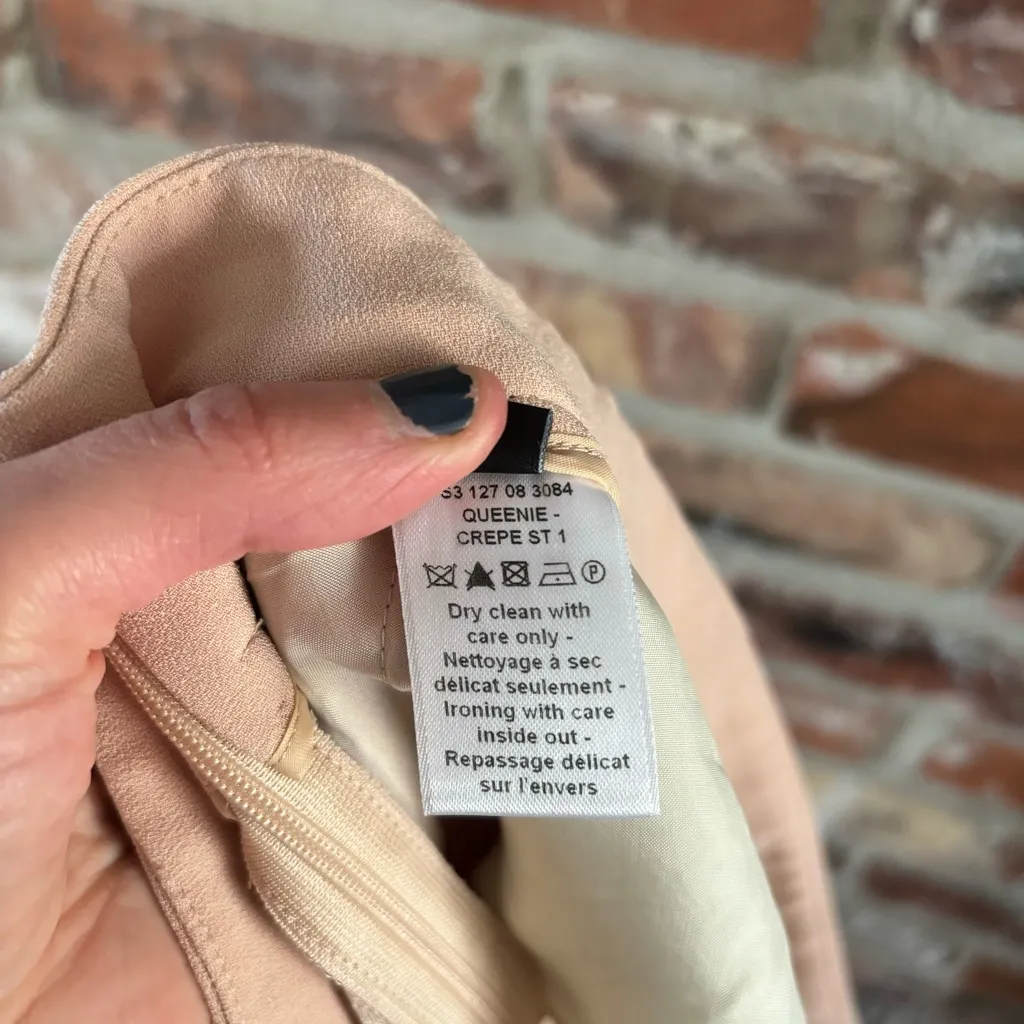 S3 127 08 3084
QUEENIE -
CREPE ST 1
P
Dry clean with
care only -
Nettoyage à sec
délicat seulement -
Ironing with care
inside out -
Repassage délicat
sur l'envers